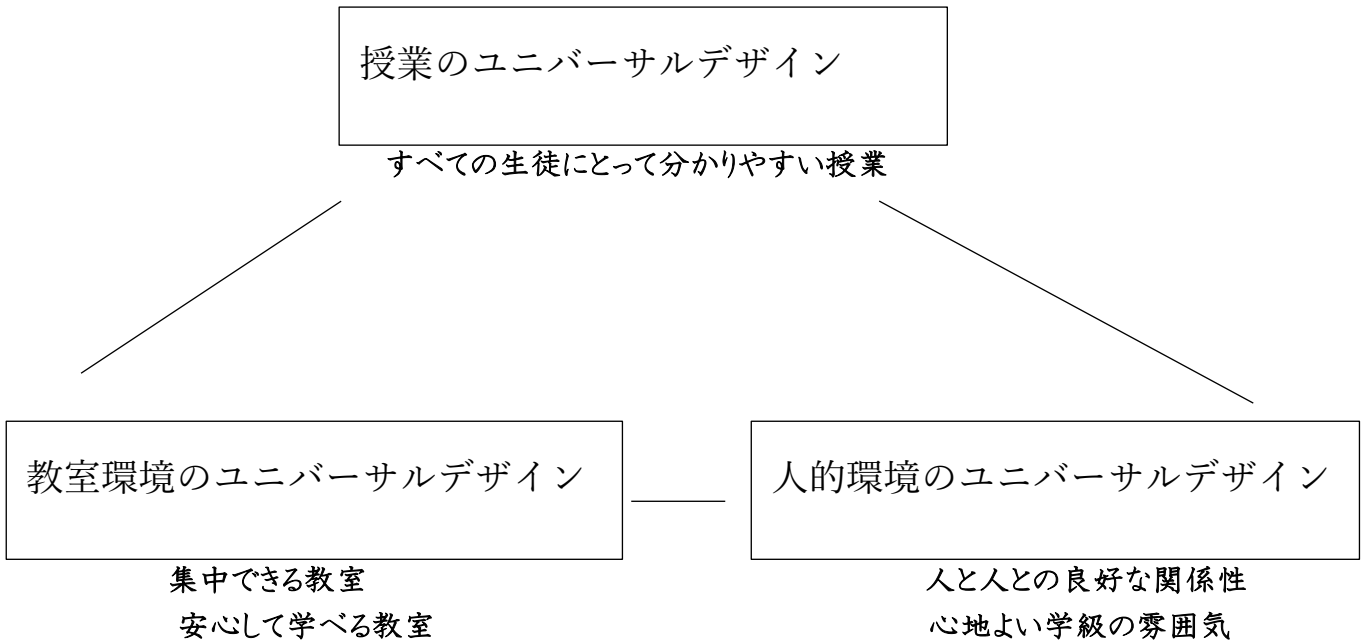 授業のユニバーサルデザイン
すべての生徒にとって分かりやすい授業
教室環境のユニバーサルデザイン
集中できる教室
安心して学べる教室
人的環境のユニバーサルデザイン
人と人との良好な関係性
心地よい学級の雰囲気